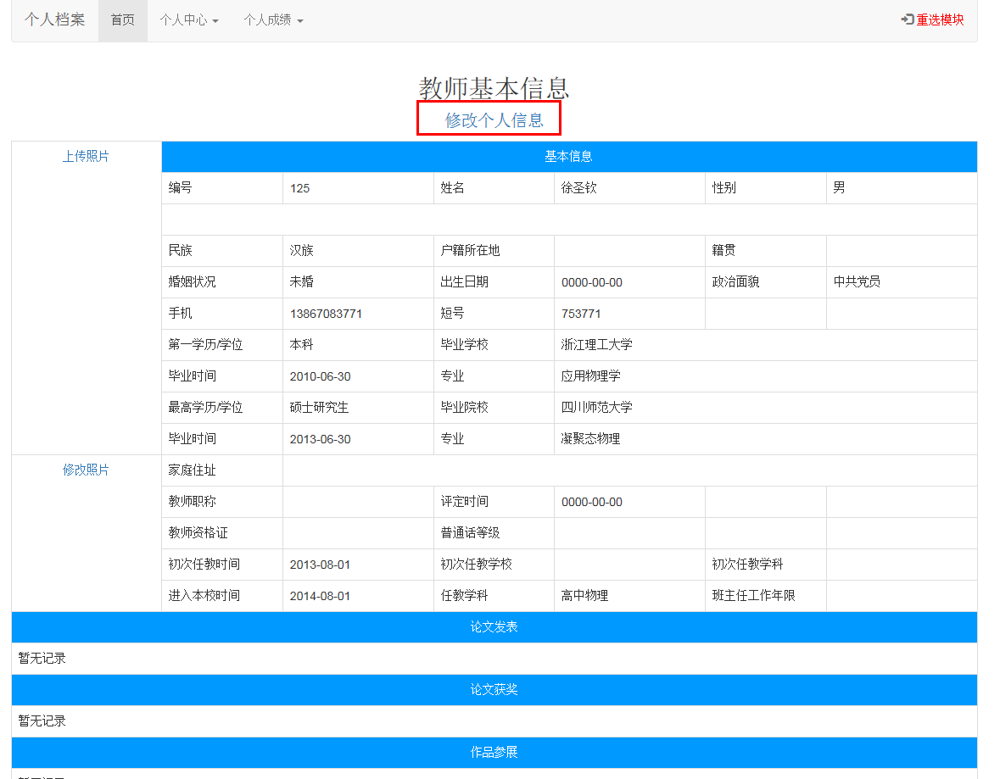 个人档案 首页 个人中心 个人成绩 重选模块
教师基本信息
修改个人信息
上传照片 基本信息
编号 125 姓名 徐圣钦 性别 男
民族 汉族 户籍所在地 籍贯
婚姻状况 未婚 出生日期 0000-00-00 政治面貌 中共党员
手机 13867083771 短号 753771
第一学历/学位 本科 毕业学校 浙江理工大学
毕业时间 2010-06-30 专业 应用物理学
最高学历/学位 硕士研究生 毕业院校 四川师范大学
毕业时间 2013-06-30 专业 凝聚态物理
修改照片 家庭住址
教师职称 评定时间 0000-00-00
教师资格证 普通话等级
初次任教时间 2013-08-01 初次任教学校 初次任教学科
进入本校时间 2014-08-01 任教学科 高中物理 班主任工作年限
论文发表
暂无记录
论文获奖
暂无记录
作品参展